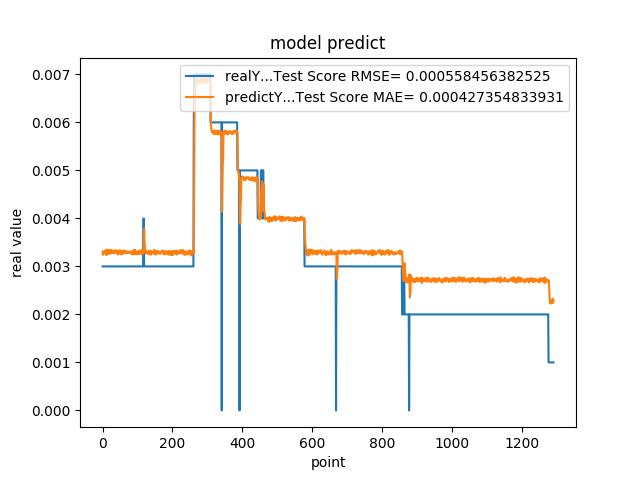 model predict
realY...Test Score RMSE= 0.000558456382525
predictY...Test Score MAE= 0.000427354833931
0.007
0.006
0.005
0.004
0.003
0.002
0.001
0.000
real value
0 200 400 600 800 1000 1200
point